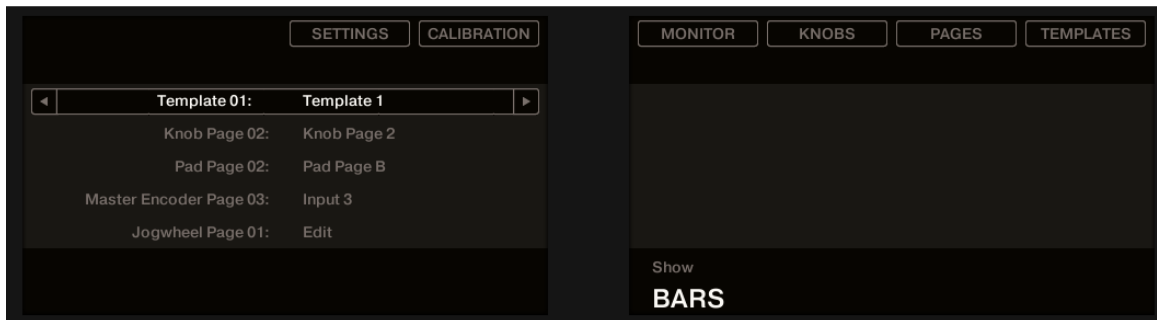 SETTINGS CALIBRATION MONITOR KNOBS PAGES TEMPLATES
Template 01: Template 1
Knob Page 02: Knob Page 2
Pad Page 02: Pad Page B
Master Encoder Page 03: Input 3
Jogwheel Page 01: Edit
Show
BARS